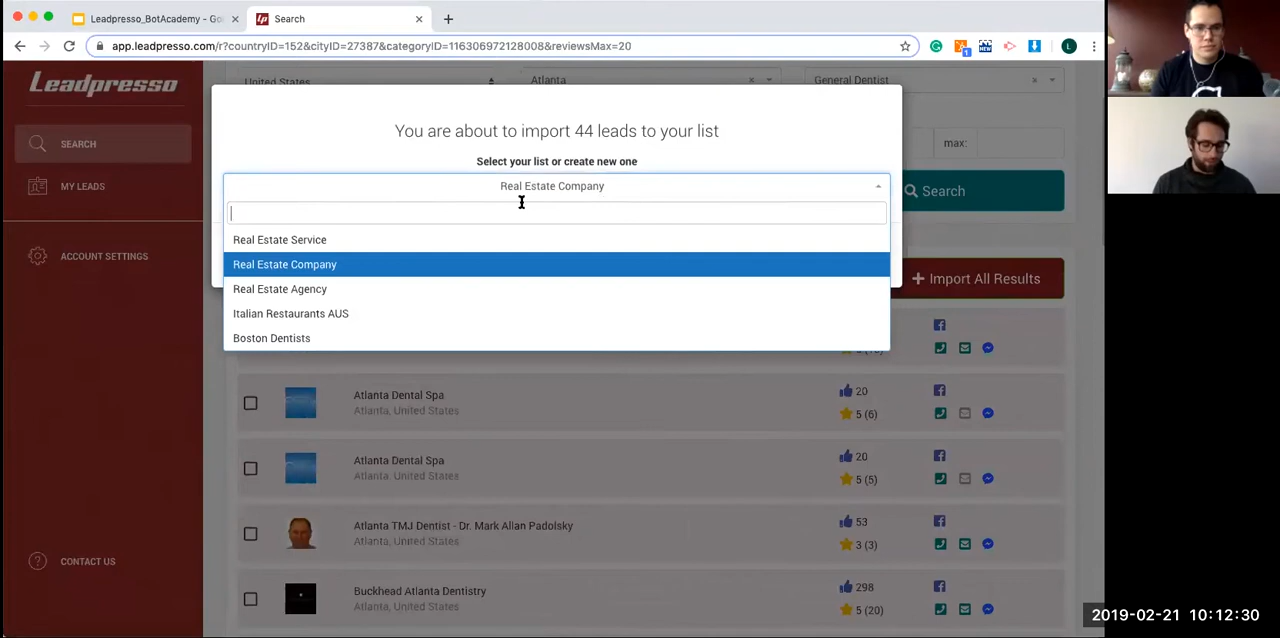 Leadpresso_BotAcademy - Go
Search
app.leadpresso.com/r?countryID=152&cityID=27387&categoryID=116306972128008&reviewsMax=20
NEW
1
L
Leadpresso
United States
Atlanta
General Dentist
You are about to import 44 leads to your list
SEARCH
max:
Select your list or create new one
MY LEADS
Real Estate Company
Search
Real Estate Service
ACCOUNT SETTINGS
Real Estate Company
Import All Results
Real Estate Agency
Italian Restaurants AUS
Boston Dentists
Atlanta Dental Spa
20
Atlanta, United States
5 (6)
Atlanta Dental Spa
20
Atlanta, United States
5 (5)
Atlanta TMJ Dentist - Dr. Mark Allan Padolsky
53
Atlanta, United States
3 (3)
CONTACT US
Buckhead Atlanta Dentistry
298
Atlanta, United States
5 (20)
2019-02-21 10:12:30